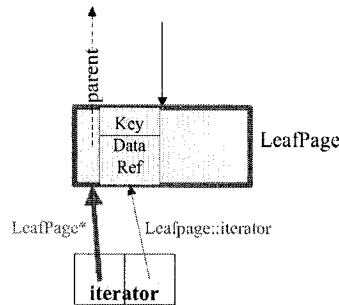 parent
Key
Data
Ref
LeafPage
LeafPage*
Leafpage::iterator
iterator